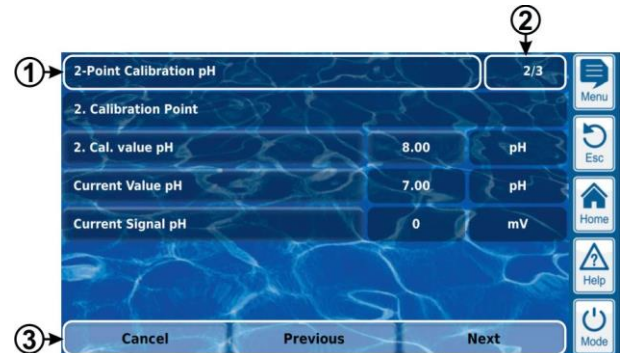 2
1
2-Point Calibration pH 2/3
Menu
2. Calibration Point
2. Cal. value pH 8.00 pH
Esc
Current Value pH 7.00 pH
Home
Current Signal pH 0 mV
?
Help
3
Cancel Previous Next
Mode